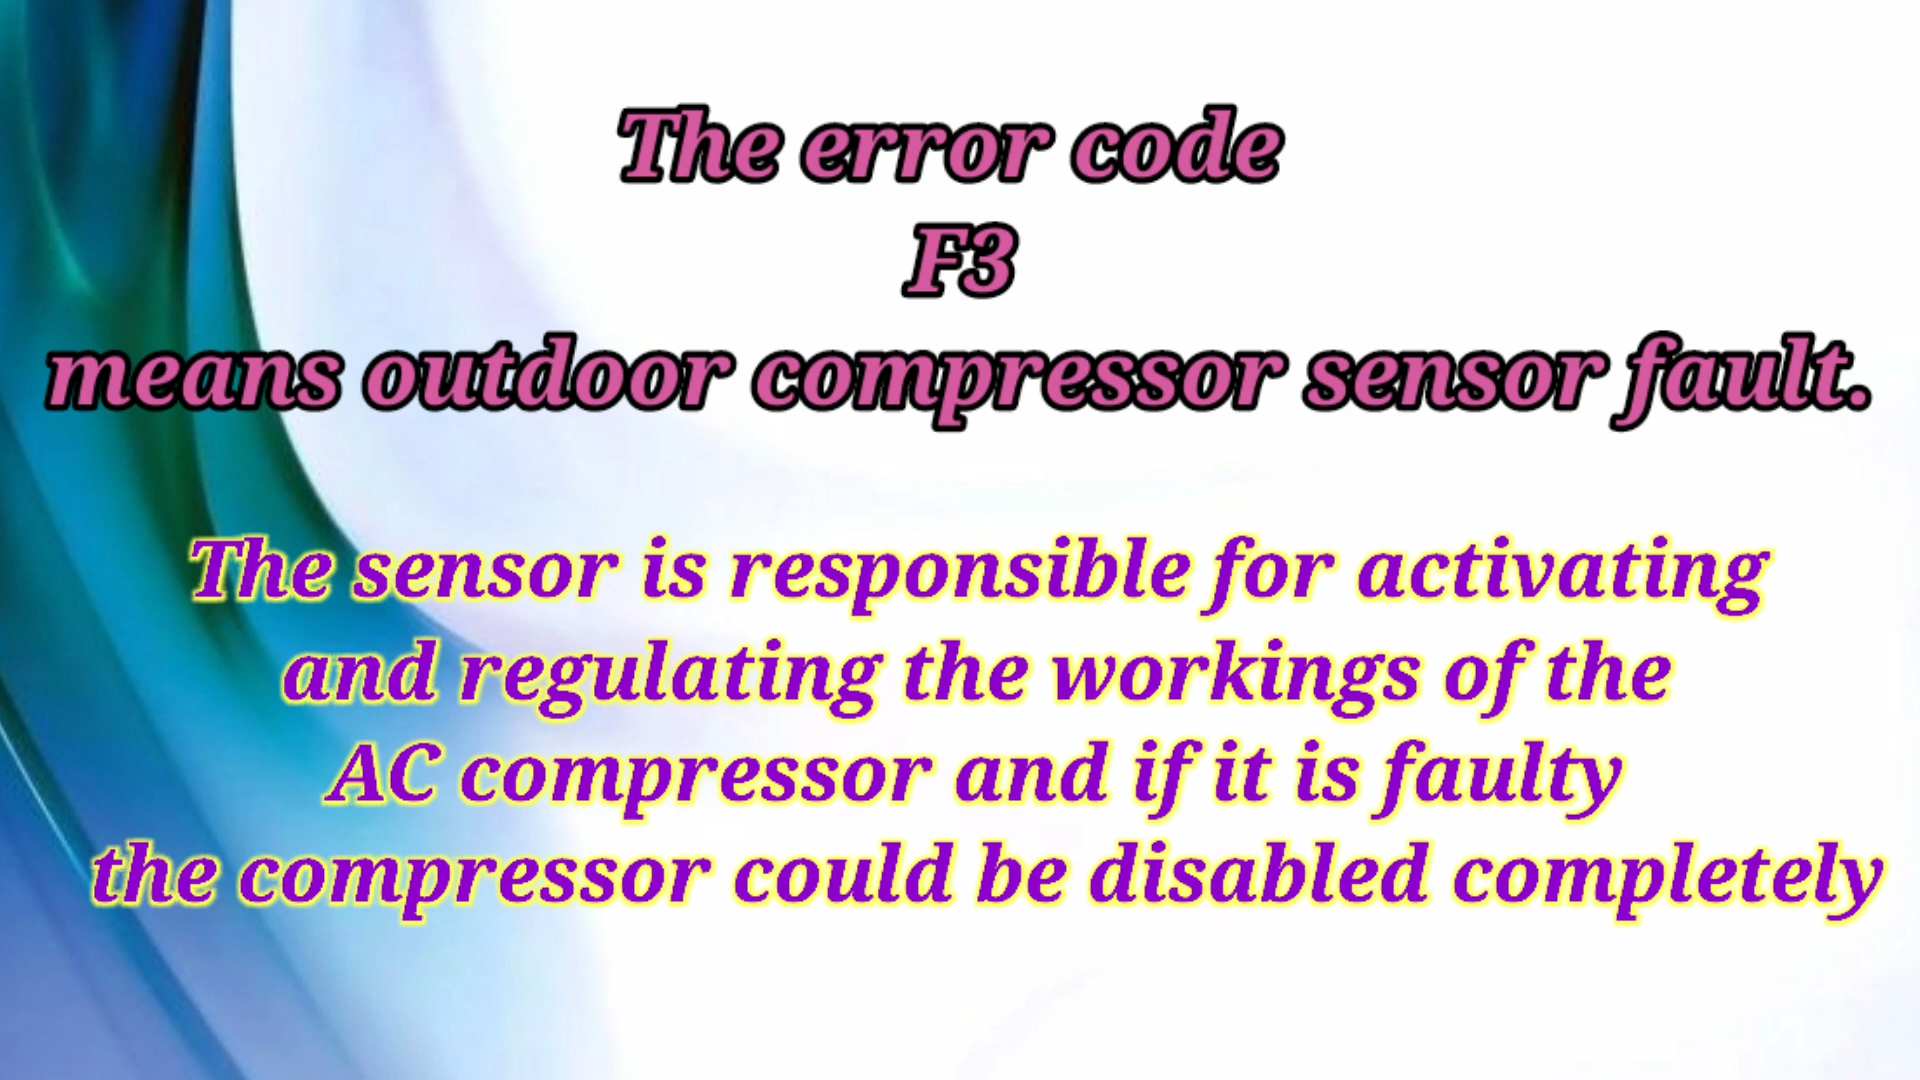 The error code
F3
means outdoor compressor sensor fault.
The sensor is responsible for activating
and regulating the workings of the
AC compressor and if it is faulty
the compressor could be disabled completely